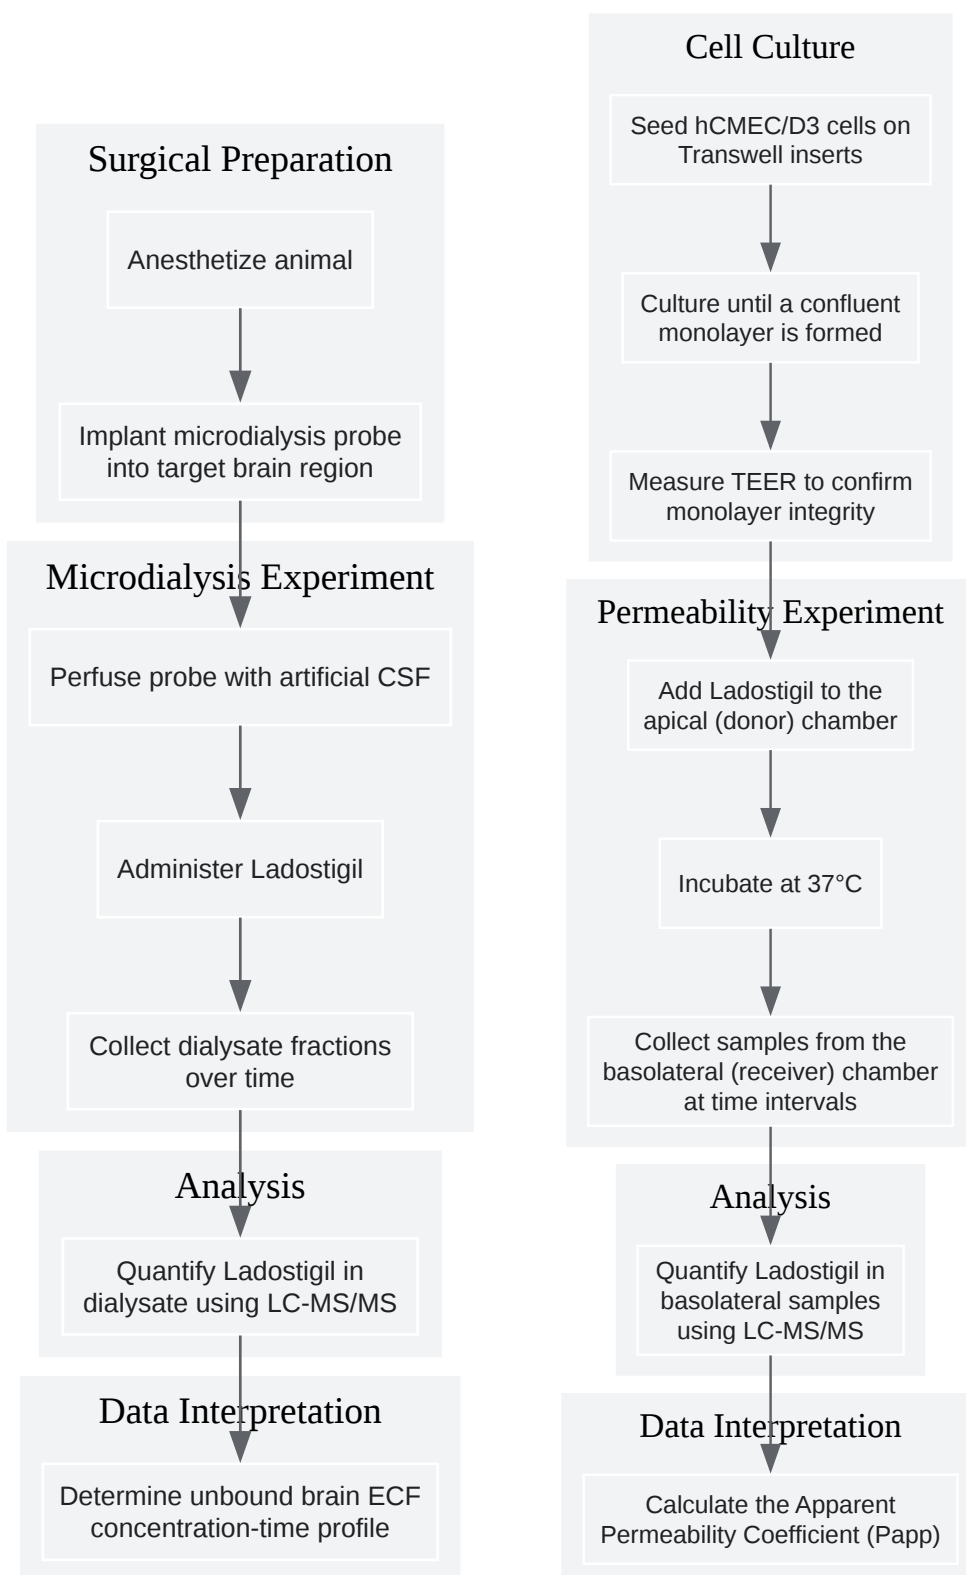 Surgical Preparation
Anesthetize animal
Implant microdialysis probe
into target brain region
Microdialysis Experiment
Perfuse probe with artificial CSF
Administer Ladostigil
Collect dialysate fractions
over time
Analysis
Quantify Ladostigil in
dialysate using LC-MS/MS
Data Interpretation
Determine unbound brain ECF
concentration-time profile
Cell Culture
Seed hCMEC/D3 cells on
Transwell inserts
Culture until a confluent
monolayer is formed
Measure TEER to confirm
monolayer integrity
Permeability Experiment
Add Ladostigil to the
apical (donor) chamber
Incubate at 37°C
Collect samples from the
basolateral (receiver) chamber
at time intervals
Analysis
Quantify Ladostigil in
basolateral samples
using LC-MS/MS
Data Interpretation
Calculate the Apparent
Permeability Coefficient (Papp)